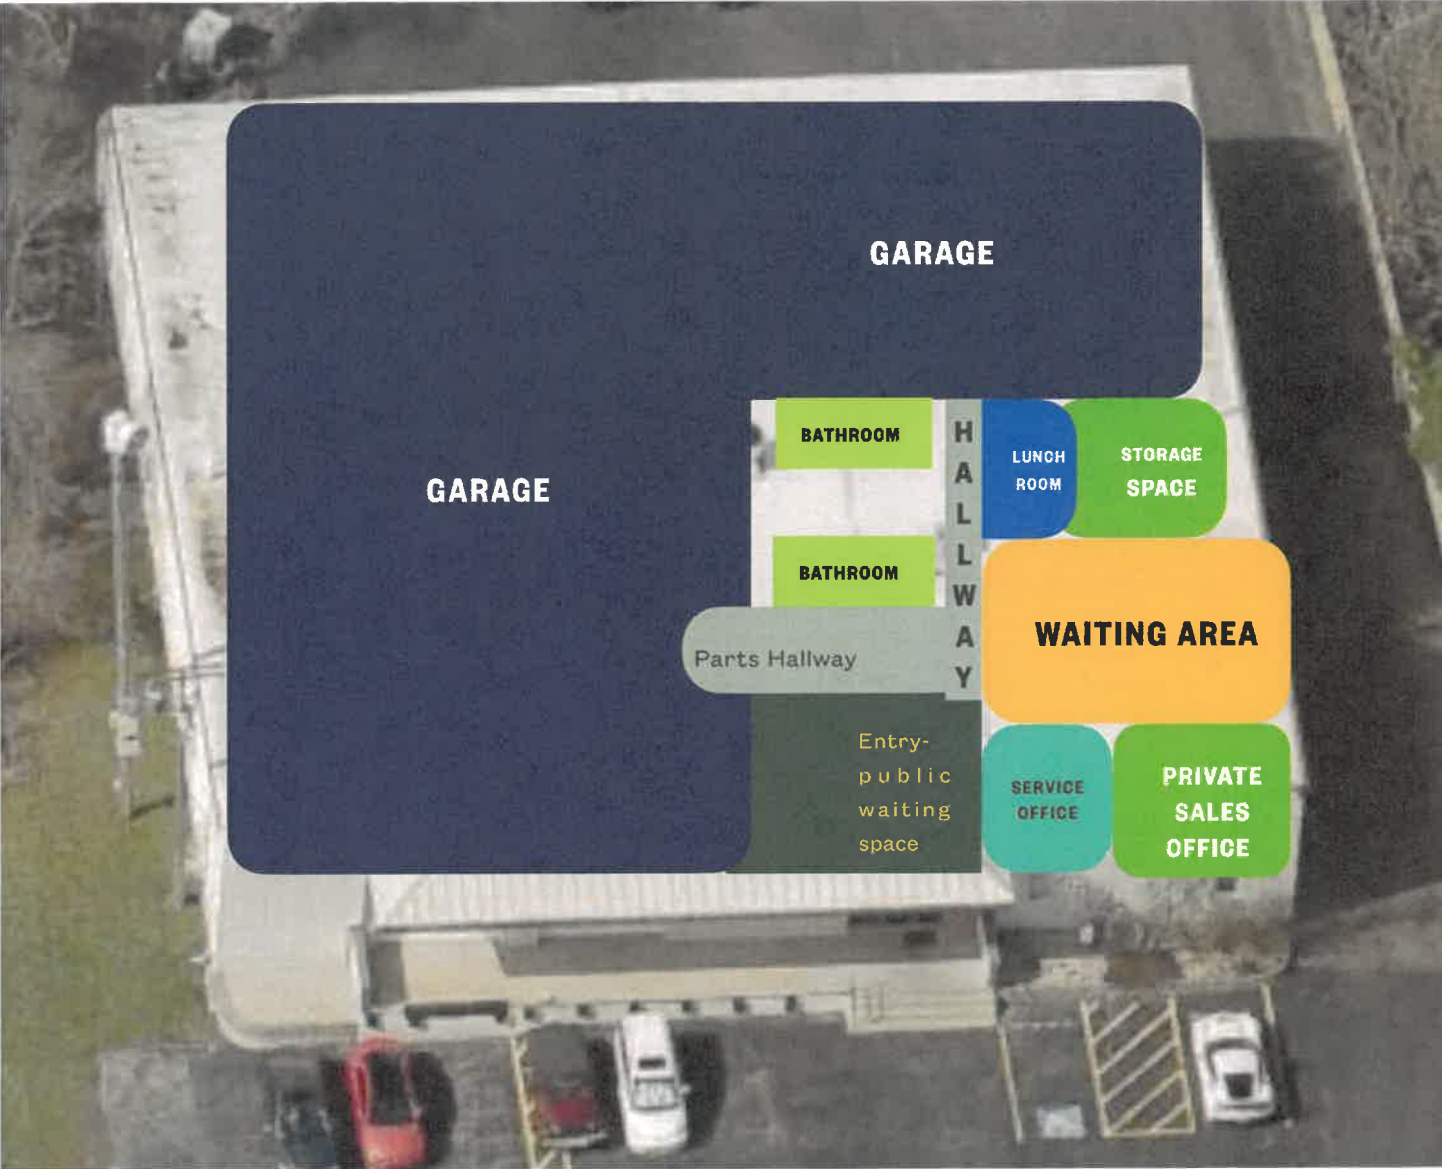 GARAGE
GARAGE
BATHROOM
HALLWAY
LUNCH
ROOM
STORAGE
SPACE
BATHROOM
WAITING AREA
Parts Hallway
Entry-
public
waiting
space
SERVICE
OFFICE
PRIVATE
SALES
OFFICE